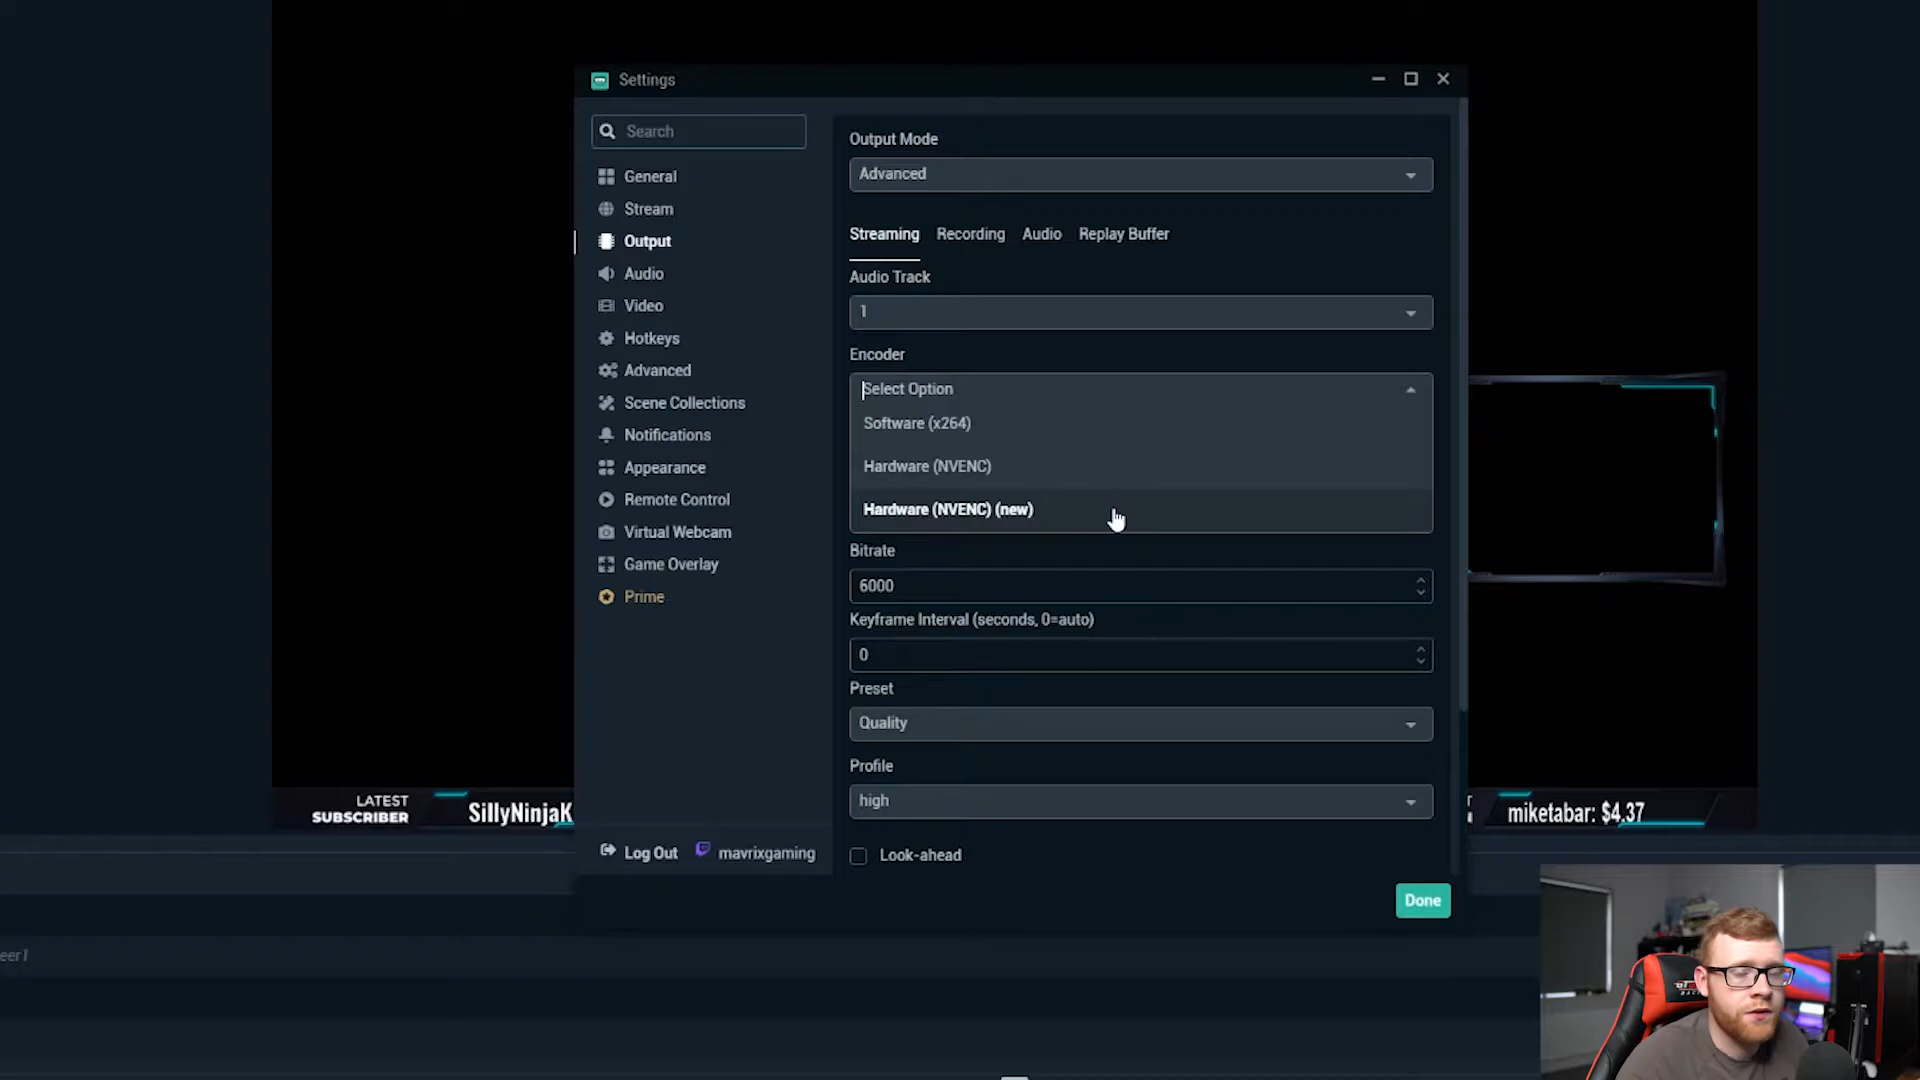 Settings
Search
General
Stream
Output
Audio
Video
Hotkeys
Advanced
Scene Collections
Notifications
Appearance
Remote Control
Virtual Webcam
Game Overlay
Prime
Log Out mavrixgaming
Output Mode
Advanced
Streaming Recording Audio Replay Buffer
Audio Track
1
Encoder
Select Option
Software (x264)
Hardware (NVENC)
Hardware (NVENC) (new)
Bitrate
6000
Keyframe Interval (seconds, 0=auto)
0
Preset
Quality
Profile
high
Look-ahead
Done
LATEST
SUBSCRIBER
SillyNinjaK
miketabar: $4.37
eer1